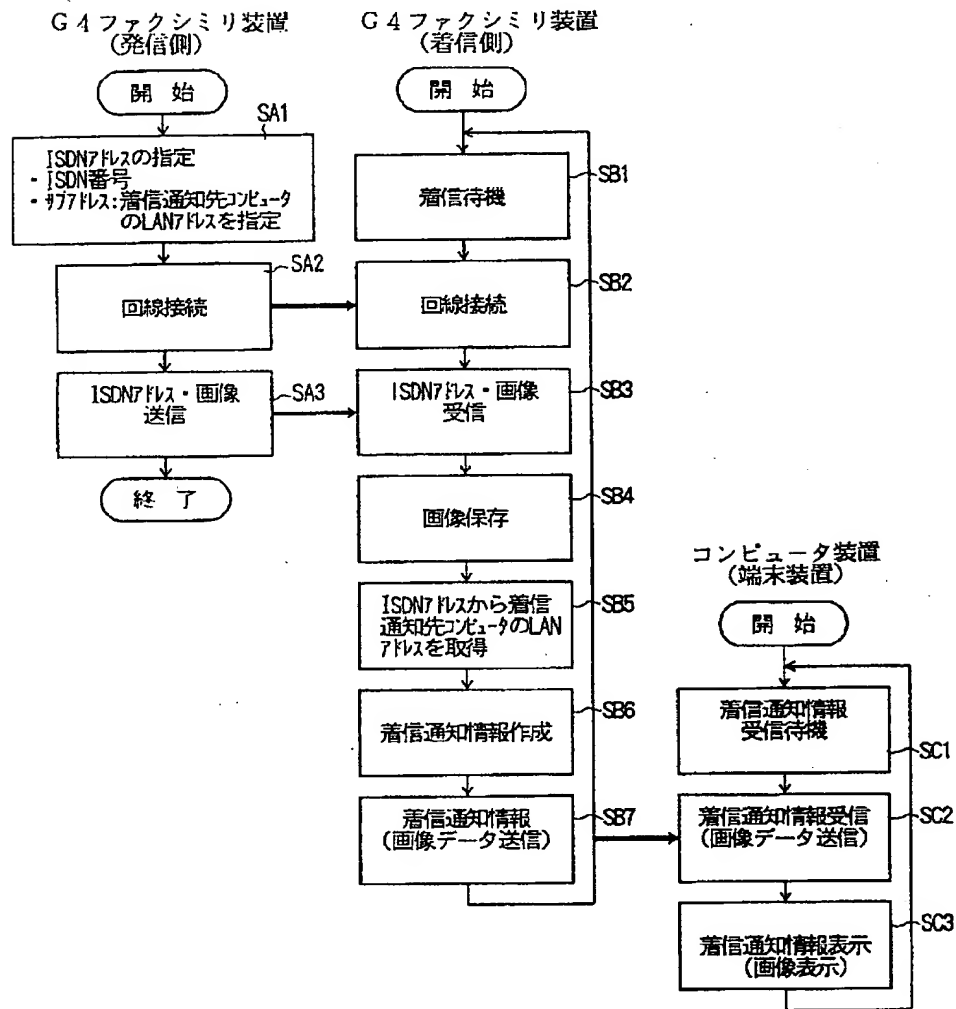 G4ファクシミリ装置
(発信側)
開 始
SA1
ISDNアドレスの指定
・ISDN番号
・サブアドレス:着信通知先コンピュータ
のLANアドレスを指定
SA2
回線接続
ISDNアドレス・画像
送信
SA3
終 了
G4ファクシミリ装置
(着信側)
開 始
着信待機
SB1
回線接続
SB2
ISDNアドレス・画像
受信
SB3
画像保存
SB4
ISDNアドレスから着信
通知先コンピュータのLAN
アドレスを取得
SB5
着信通知情報作成
SB6
着信通知情報
(画像データ送信)
SB7
コンピュータ装置
(端末装置)
開 始
着信通知情報
受信待機
SC1
着信通知情報受信
(画像データ送信)
SC2
着信通知情報表示
(画像表示)
SC3